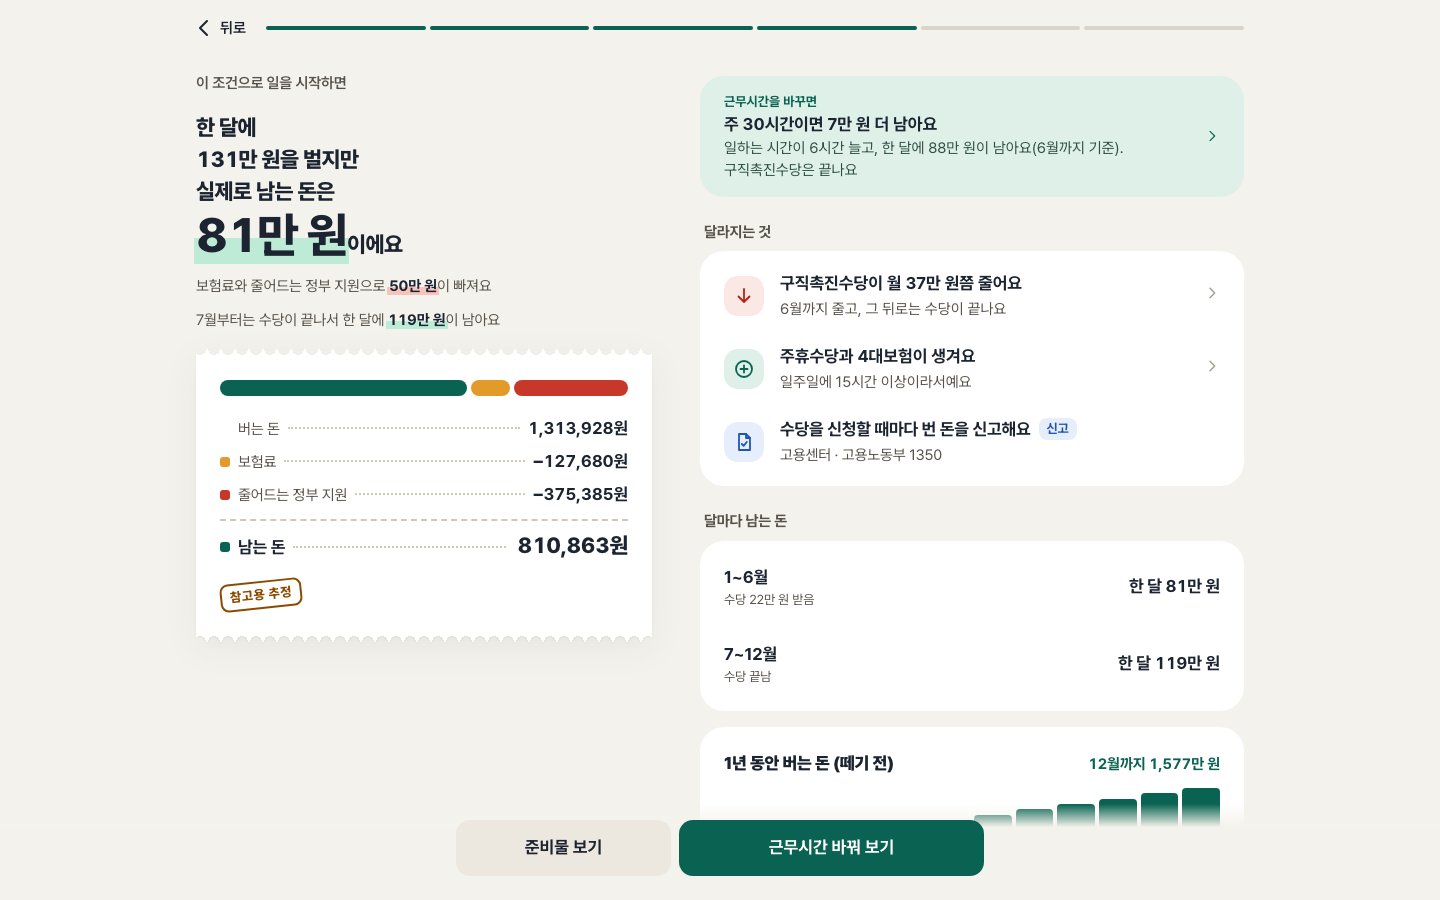 뒤로
이 조건으로 일을 시작하면
한 달에
131만 원을 벌지만
실제로 남는 돈은
81만 원이에요
보험료와 줄어드는 정부 지원으로 50만 원이 빠져요
7월부터는 수당이 끝나서 한 달에 119만 원이 남아요
버는 돈 1,313,928원
보험료 −127,680원
줄어드는 정부 지원 −375,385원
남는 돈 810,863원
참고용 추정
근무시간을 바꾸면
주 30시간이면 7만 원 더 남아요
일하는 시간이 6시간 늘고, 한 달에 88만 원이 남아요(6월까지 기준).
구직촉진수당은 끝나요
달라지는 것
구직촉진수당이 월 37만 원쯤 줄어요
6월까지 줄고, 그 뒤로는 수당이 끝나요
주휴수당과 4대보험이 생겨요
일주일에 15시간 이상이라서예요
수당을 신청할 때마다 번 돈을 신고해요 신고
고용센터 · 고용노동부 1350
달마다 남는 돈
1~6월 한 달 81만 원
수당 22만 원 받음
7~12월 한 달 119만 원
수당 끝남
1년 동안 버는 돈 (떼기 전) 12월까지 1,577만 원
준비물 보기
근무시간 바꿔 보기